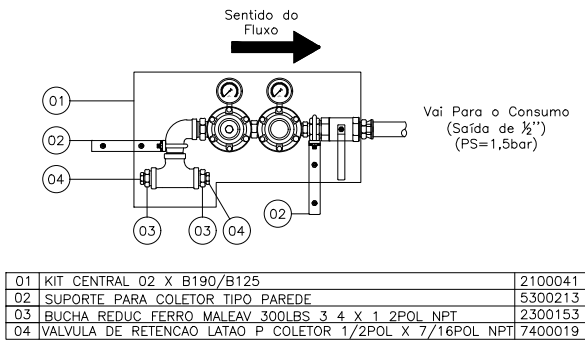 Sentido do
Fluxo
01
02
04
03
03
04
02
Vai Para o Consumo
(Saída de ½'')
(PS=1,5bar)
01 KIT CENTRAL 02 X B190/B125 2100041
02 SUPORTE PARA COLETOR TIPO PAREDE 5300213
03 BUCHA REDUC FERRO MALEAV 300LBS 3 4 X 1 2POL NPT 2300153
04 VALVULA DE RETENCAO LATAO P COLETOR 1/2POL X 7/16POL NPT 7400019